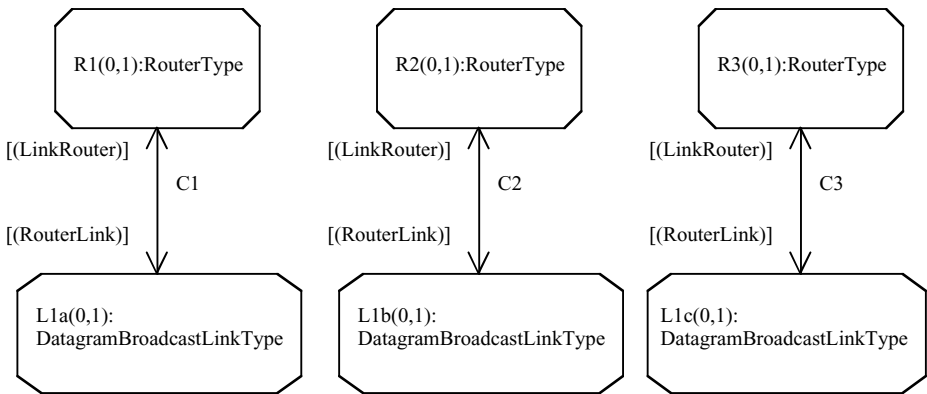 R1(0,1):RouterType
R2(0,1):RouterType
R3(0,1):RouterType
[(LinkRouter)]
[(LinkRouter)]
[(LinkRouter)]
C1
C2
C3
[(RouterLink)]
[(RouterLink)]
[(RouterLink)]
L1a(0,1):
DatagramBroadcastLinkType
L1b(0,1):
DatagramBroadcastLinkType
L1c(0,1):
DatagramBroadcastLinkType